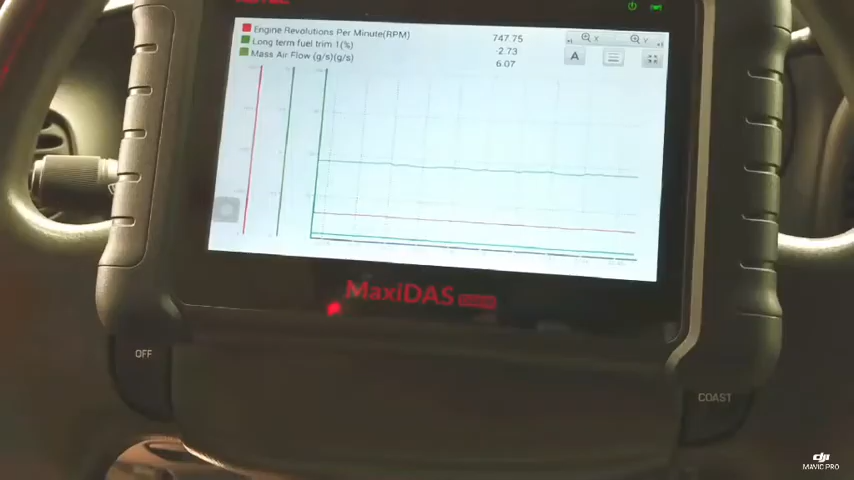 Engine Revolutions Per Minute(RPM) 747.75
Long term fuel trim 1(%) -2.73
Mass Air Flow (g/s)(g/s) 6.07
X
Y
A
MaxiDAS
OFF
COAST
dji
MAVIC PRO